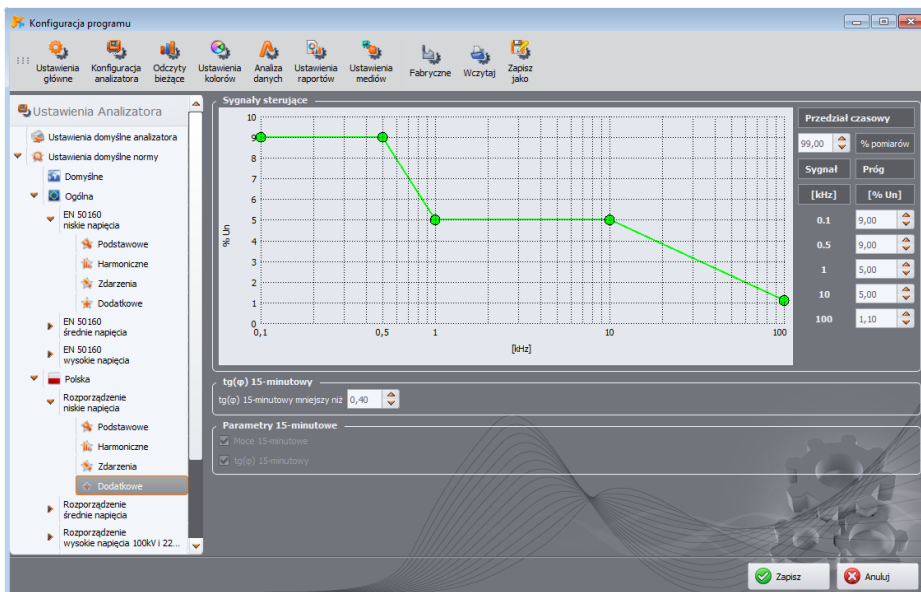 Konfiguracja programu
Ustawienia główne
Konfiguracja analizatora
Odczyty bieżące
Ustawienia kolorów
Analiza danych
Ustawienia raportów
Ustawienia mediów
Fabryczne
Wczytaj
Zapisz jako
Ustawienia Analizatora
Ustawienia domyślne analizatora
Ustawienia domyślne normy
Domyślne
Ogólna
EN 50160
niskie napięcia
Podstawowe
Harmoniczne
Zdarzenia
Dodatkowe
EN 50160
średnie napięcia
EN 50160
wysokie napięcia
Polska
Rozporządzenie
niskie napięcia
Podstawowe
Harmoniczne
Zdarzenia
Dodatkowe
Rozporządzenie
średnie napięcia
Rozporządzenie
wysokie napięcia 100kV i 22...
Sygnały sterujące
% Un
10
9
8
7
6
5
4
3
2
1
0
0,1 0,5 1 10 100
[kHz]
Przedział czasowy
99,00 % pomiarów
Sygnał Próg
[kHz] [% Un]
0.1 9,00
0.5 9,00
1 5,00
10 5,00
100 1,10
tg(φ) 15-minutowy
tg(φ) 15-minutowy mniejszy niż 0,40
Parametry 15-minutowe
Moce 15-minutowe
tg(φ) 15-minutowy
Zapisz
Anuluj